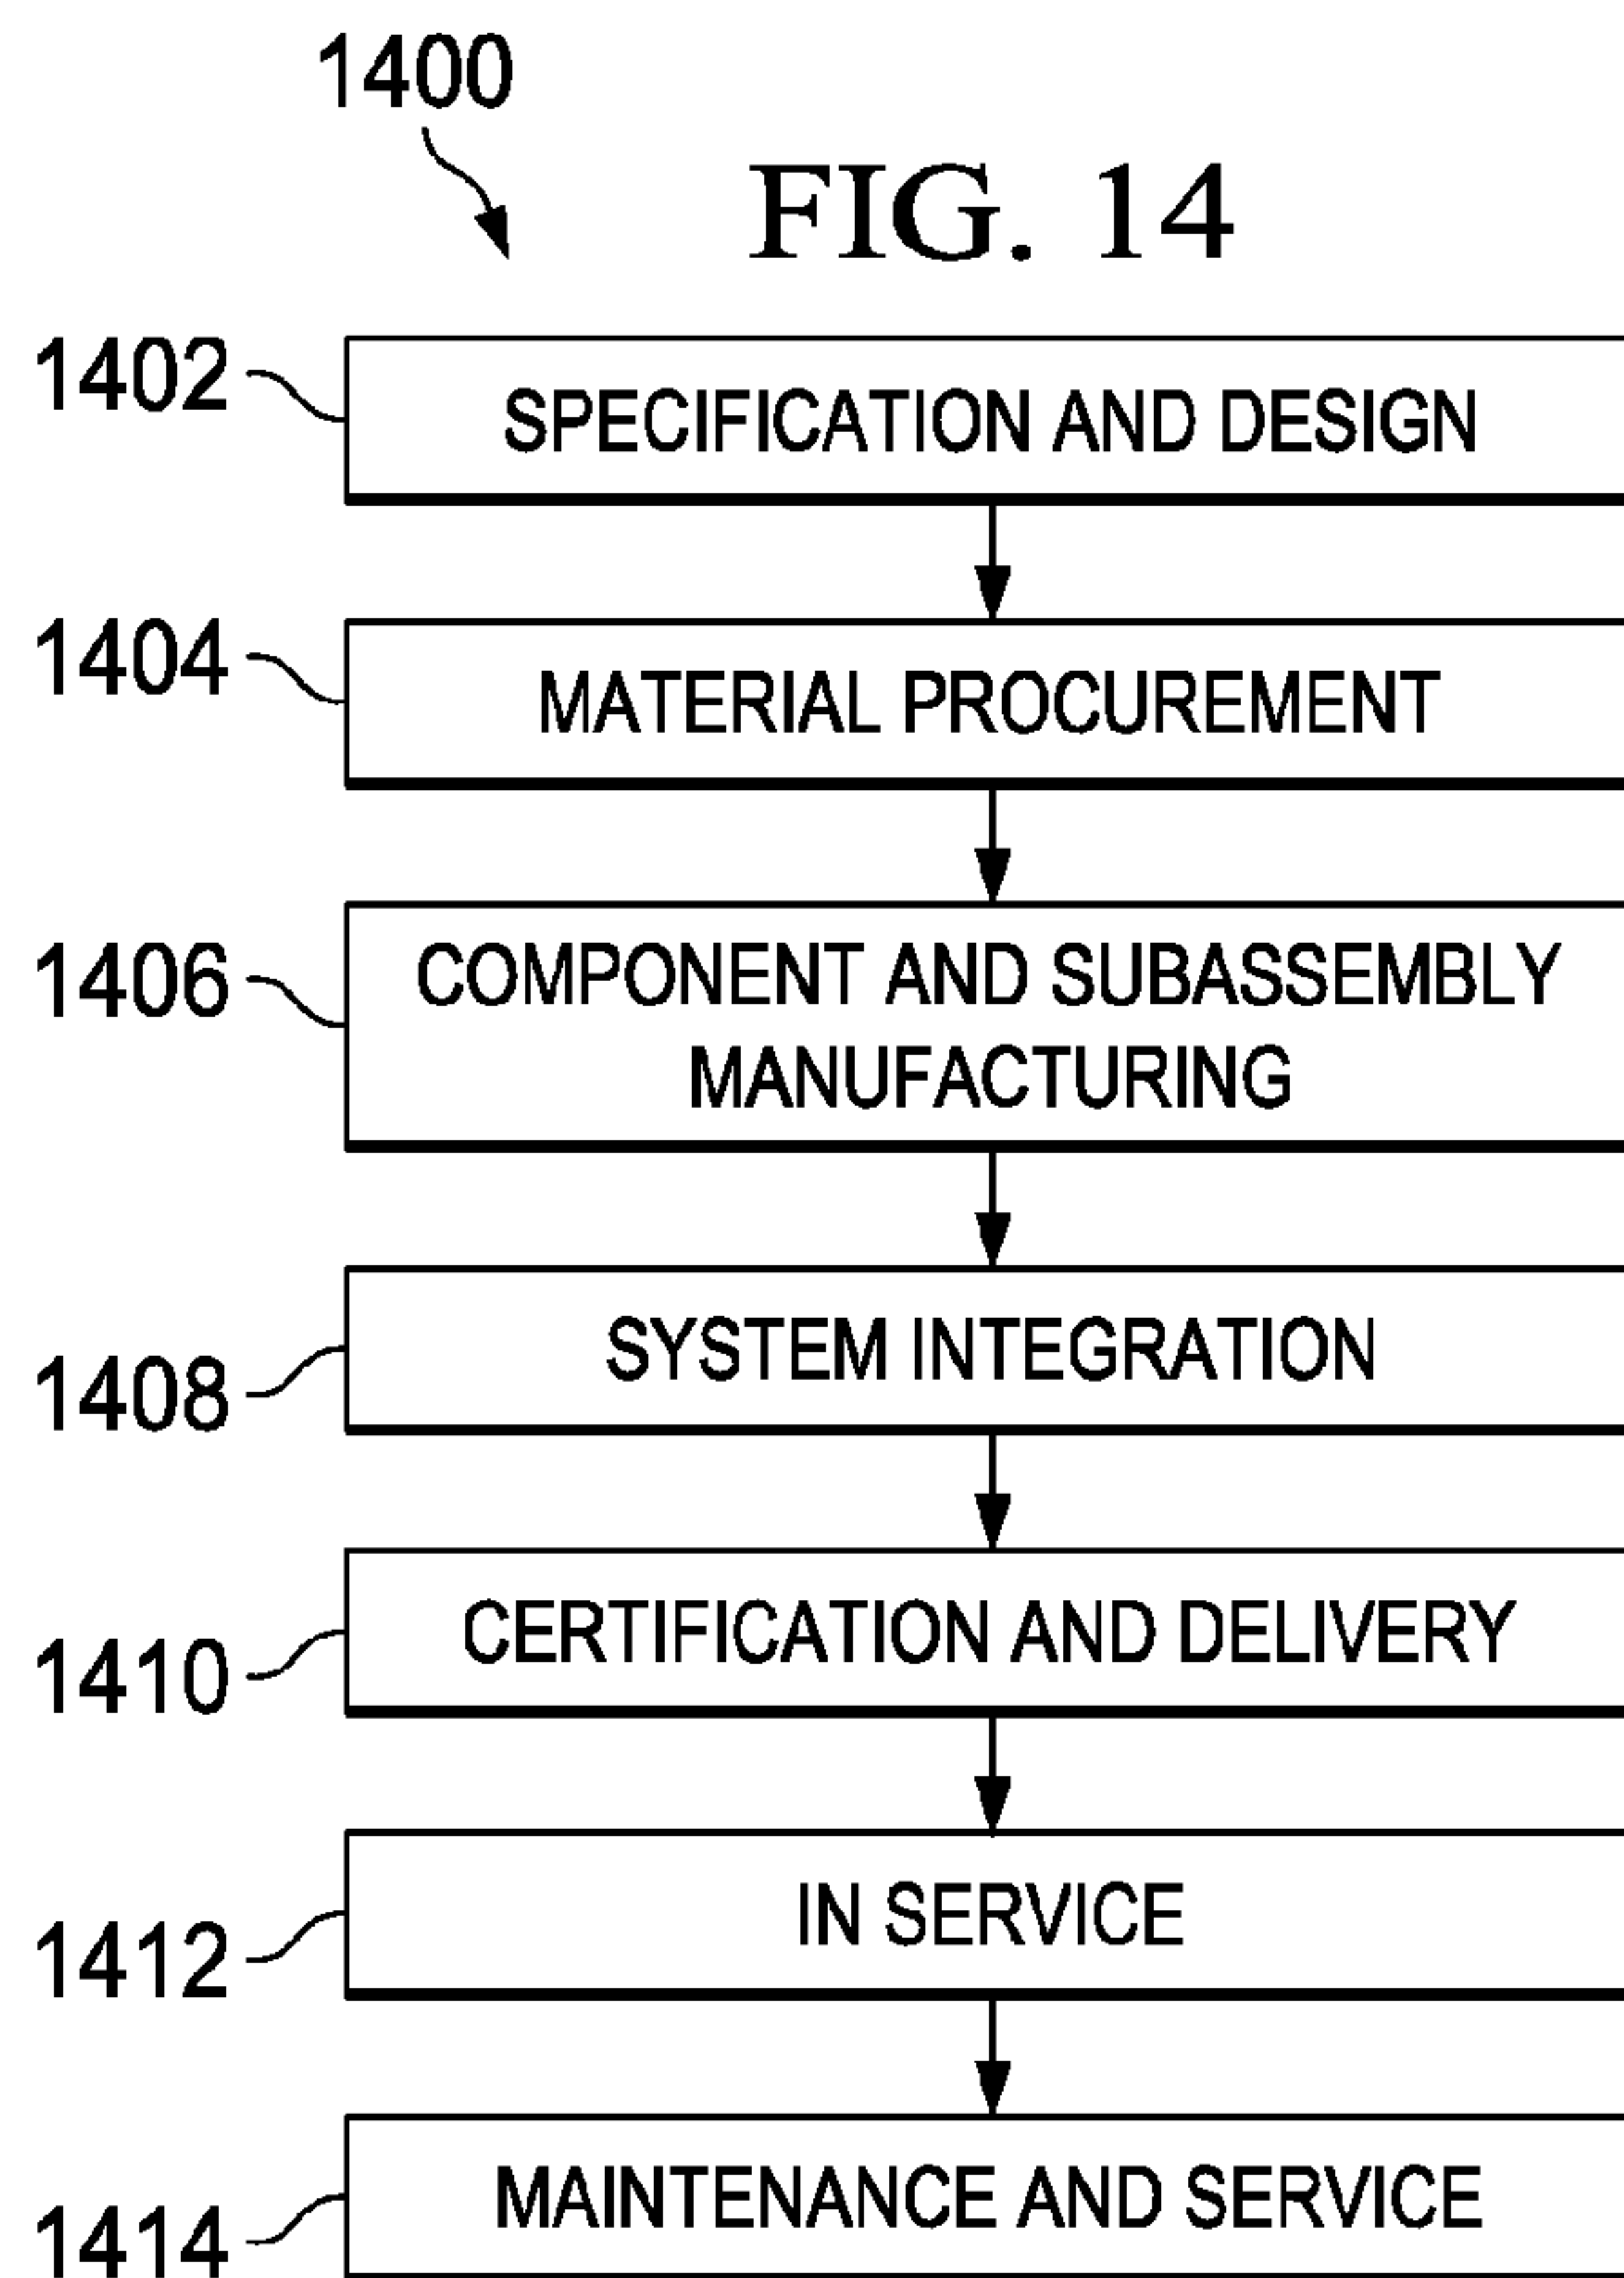 1400
FIG. 14
1402
SPECIFICATION AND DESIGN
1404
MATERIAL PROCUREMENT
1406
COMPONENT AND SUBASSEMBLY
MANUFACTURING
1408
SYSTEM INTEGRATION
1410
CERTIFICATION AND DELIVERY
1412
IN SERVICE
1414
MAINTENANCE AND SERVICE